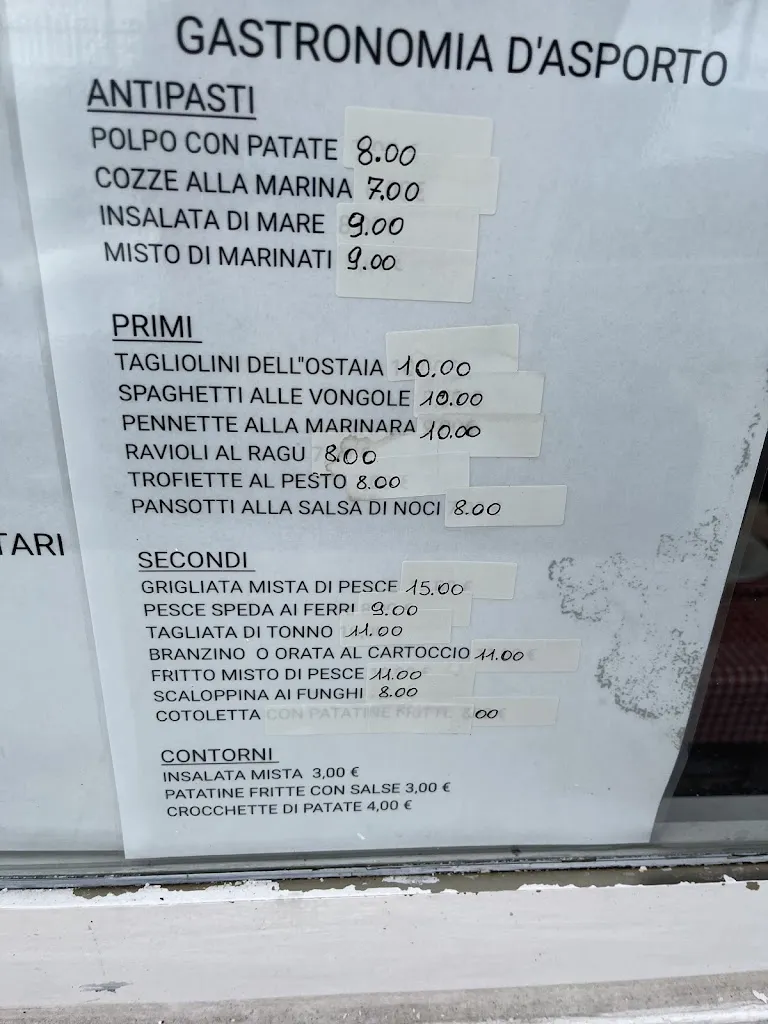 GASTRONOMIA D'ASPORTO
ANTIPASTI
POLPO CON PATATE 8.00
COZZE ALLA MARINA 7.00
INSALATA DI MARE 9.00
MISTO DI MARINATI 9.00
PRIMI
TAGLIOLINI DELL"OSTAIA 10.00
SPAGHETTI ALLE VONGOLE 10.00
PENNETTE ALLA MARINARA 10.00
RAVIOLI AL RAGU 8.00
TROFIETTE AL PESTO 8.00
PANSOTTI ALLA SALSA DI NOCI 8.00
TARI
SECONDI
GRIGLIATA MISTA DI PESCE 15.00
PESCE SPEDA AI FERRI 9.00
TAGLIATA DI TONNO 11.00
BRANZINO O ORATA AL CARTOCCIO 11.00
FRITTO MISTO DI PESCE 11.00
SCALOPPINA AI FUNGHI 8.00
COTOLETTA CON PATATINE FRITTE 00
CONTORNI
INSALATA MISTA 3,00 €
PATATINE FRITTE CON SALSE 3,00 €
CROCCHETTE DI PATATE 4,00 €